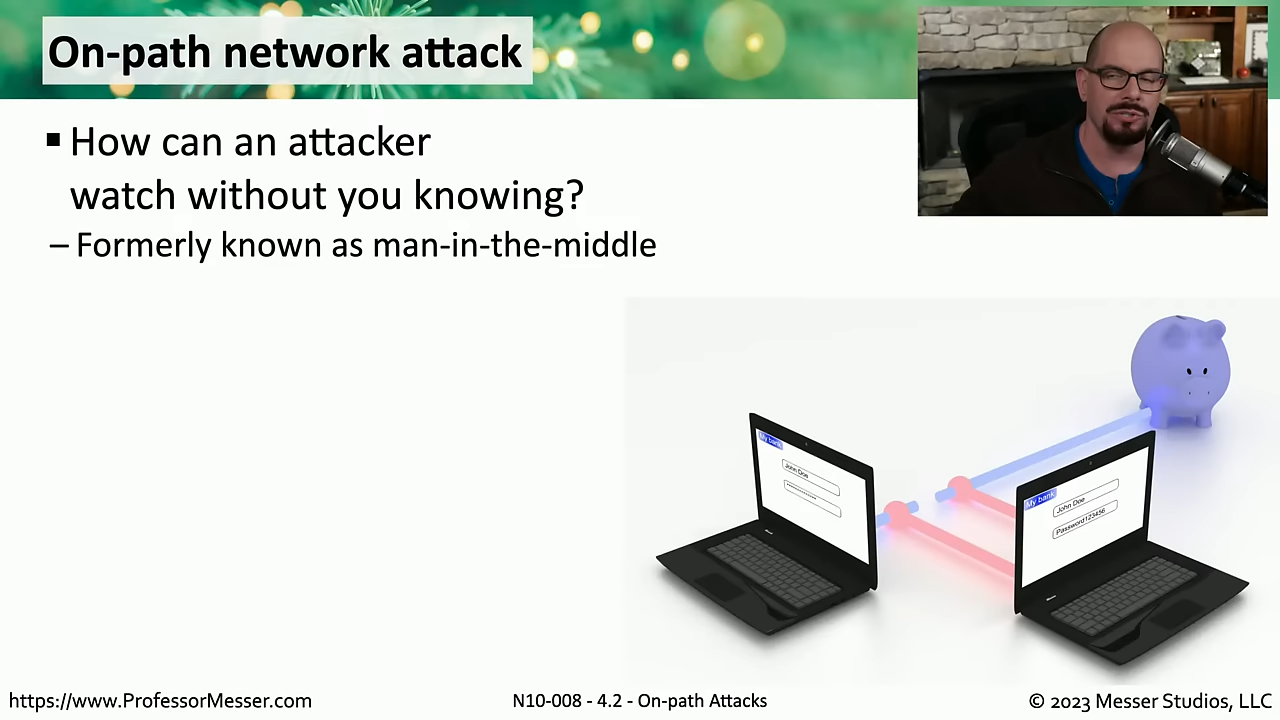 On-path network attack
▪ How can an attacker
watch without you knowing?
– Formerly known as man-in-the-middle
My bank
John Doe
My bank
John Doe
Password123456
https://www.ProfessorMesser.com
N10-008 - 4.2 - On-path Attacks
© 2023 Messer Studios, LLC